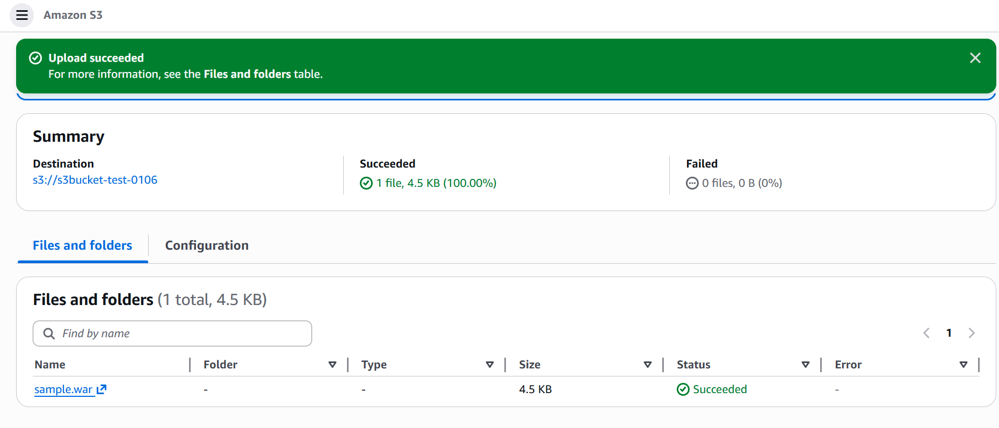 Amazon S3
Upload succeeded
For more information, see the Files and folders table.
Summary
Destination
s3://s3bucket-test-0106
Succeeded
1 file, 4.5 KB (100.00%)
Failed
0 files, 0 B (0%)
Files and folders
Configuration
Files and folders (1 total, 4.5 KB)
Find by name
1
Name Folder Type Size Status Error
sample.war - - 4.5 KB Succeeded -